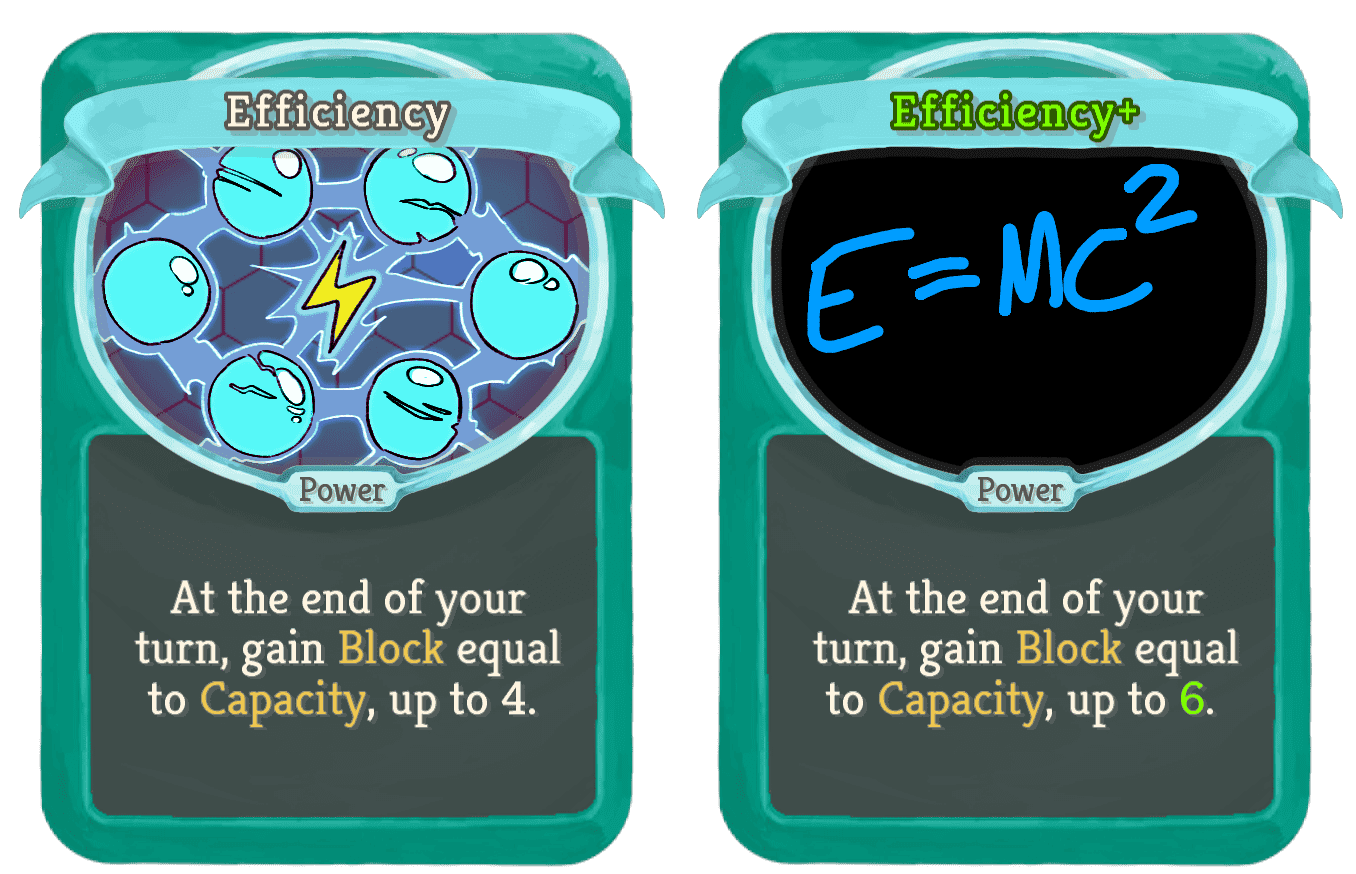 Efficiency
Power
At the end of your
turn, gain Block equal
to Capacity, up to 4.
Efficiency+
E=MC²
Power
At the end of your
turn, gain Block equal
to Capacity, up to 6.